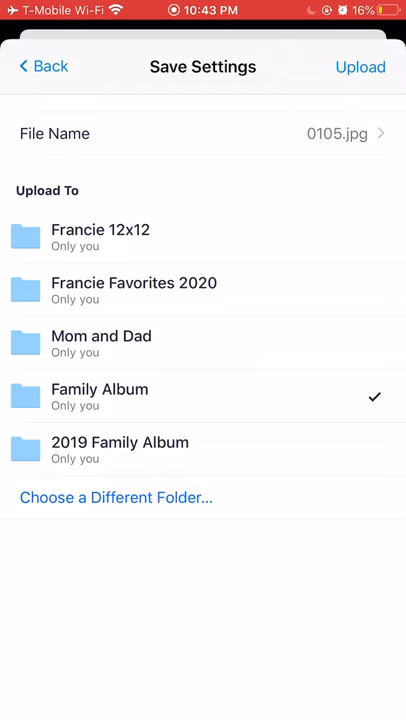 T-Mobile Wi-Fi 10:43 PM 16%
Back Save Settings Upload
File Name 0105.jpg
Upload To
Francie 12x12
Only you
Francie Favorites 2020
Only you
Mom and Dad
Only you
Family Album
Only you
2019 Family Album
Only you
Choose a Different Folder...